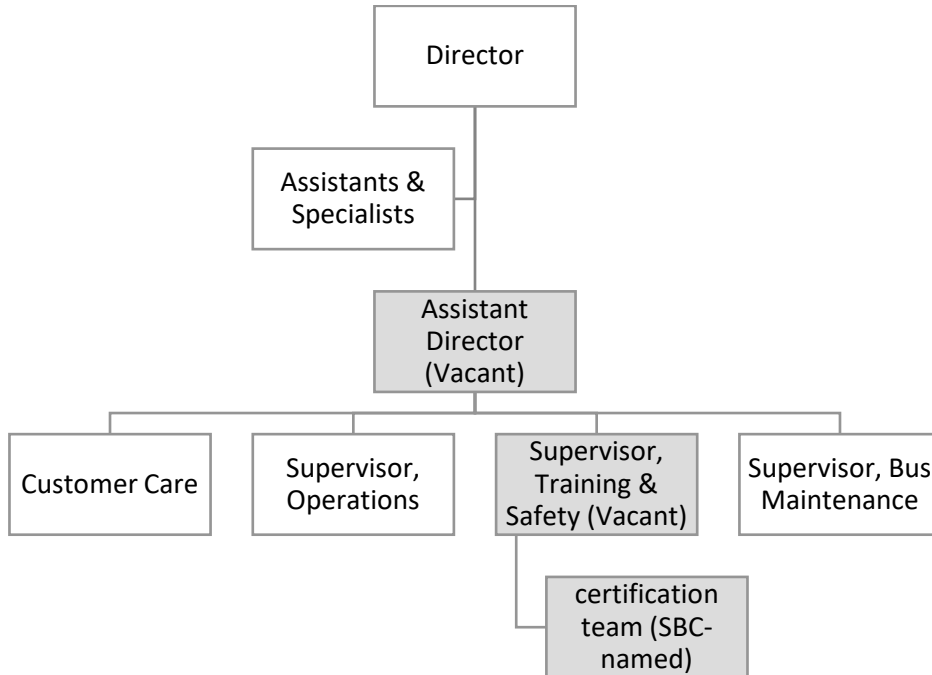 Director
Assistants &
Specialists
Assistant
Director
(Vacant)
Customer Care
Supervisor,
Operations
Supervisor,
Training &
Safety (Vacant)
Supervisor, Bus
Maintenance
certification
team (SBC-
named)